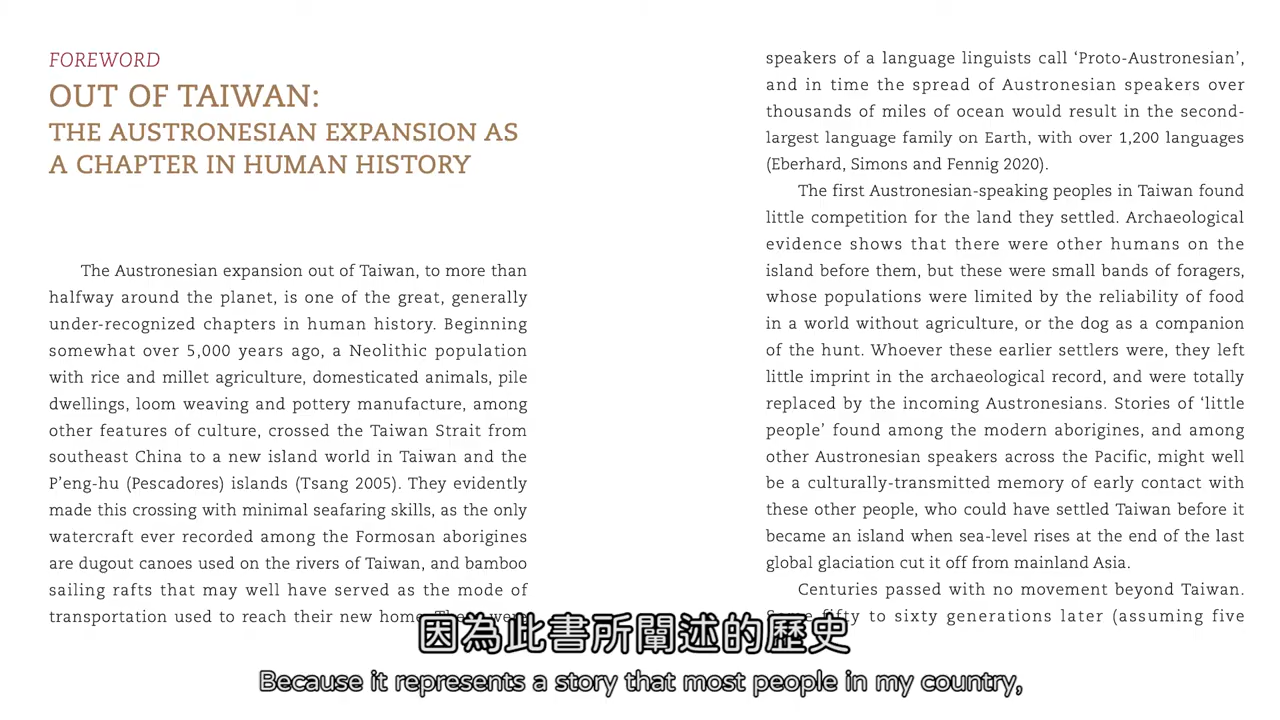 FOREWORD
OUT OF TAIWAN:
THE AUSTRONESIAN EXPANSION AS
A CHAPTER IN HUMAN HISTORY
The Austronesian expansion out of Taiwan, to more than
halfway around the planet, is one of the great, generally
under-recognized chapters in human history. Beginning
somewhat over 5,000 years ago, a Neolithic population
with rice and millet agriculture, domesticated animals, pile
dwellings, loom weaving and pottery manufacture, among
other features of culture, crossed the Taiwan Strait from
southeast China to a new island world in Taiwan and the
P'eng-hu (Pescadores) islands (Tsang 2005). They evidently
made this crossing with minimal seafaring skills, as the only
watercraft ever recorded among the Formosan aborigines
are dugout canoes used on the rivers of Taiwan, and bamboo
sailing rafts that may well have served as the mode of
transportation used to reach their new home.
speakers of a language linguists call ‘Proto-Austronesian’,
and in time the spread of Austronesian speakers over
thousands of miles of ocean would result in the second-
largest language family on Earth, with over 1,200 languages
(Eberhard, Simons and Fennig 2020).
The first Austronesian-speaking peoples in Taiwan found
little competition for the land they settled. Archaeological
evidence shows that there were other humans on the
island before them, but these were small bands of foragers,
whose populations were limited by the reliability of food
in a world without agriculture, or the dog as a companion
of the hunt. Whoever these earlier settlers were, they left
little imprint in the archaeological record, and were totally
replaced by the incoming Austronesians. Stories of ‘little
people’ found among the modern aborigines, and among
other Austronesian speakers across the Pacific, might well
be a culturally-transmitted memory of early contact with
these other people, who could have settled Taiwan before it
became an island when sea-level rises at the end of the last
global glaciation cut it off from mainland Asia.
Centuries passed with no movement beyond Taiwan.
fifty to sixty generations later (assuming five
因為此書所闡述的歷史
Because it represents a story that most people in my country,